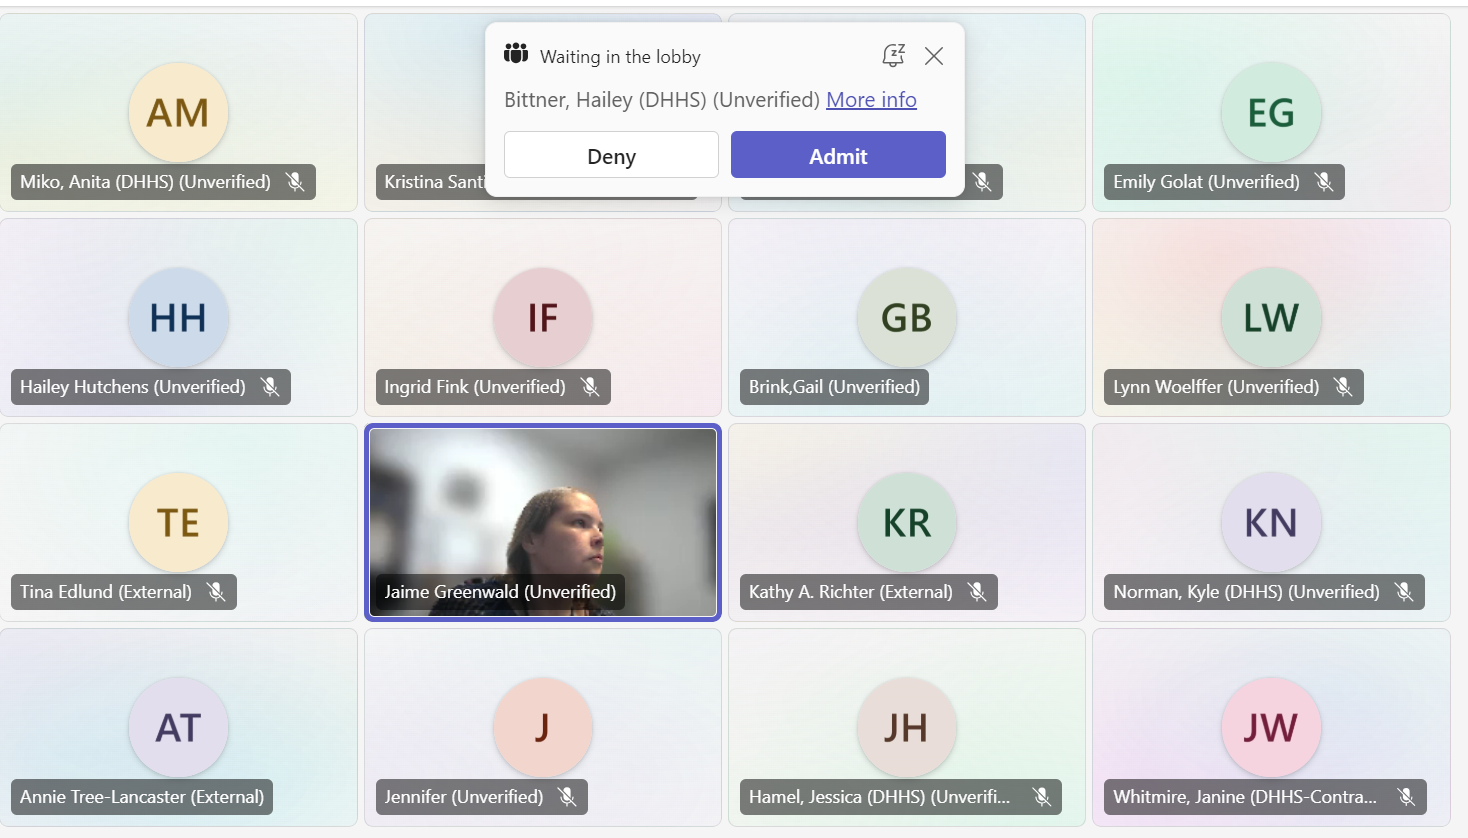 Waiting in the lobby
Bittner, Hailey (DHHS) (Unverified) More info
Deny
Admit
AM
Miko, Anita (DHHS) (Unverified)
Kristina Santi
EG
Emily Golat (Unverified)
HH
Hailey Hutchens (Unverified)
IF
Ingrid Fink (Unverified)
GB
Brink,Gail (Unverified)
LW
Lynn Woelffer (Unverified)
TE
Tina Edlund (External)
Jaime Greenwald (Unverified)
KR
Kathy A. Richter (External)
KN
Norman, Kyle (DHHS) (Unverified)
AT
Annie Tree-Lancaster (External)
J
Jennifer (Unverified)
JH
Hamel, Jessica (DHHS) (Unverifi...
JW
Whitmire, Janine (DHHS-Contra...